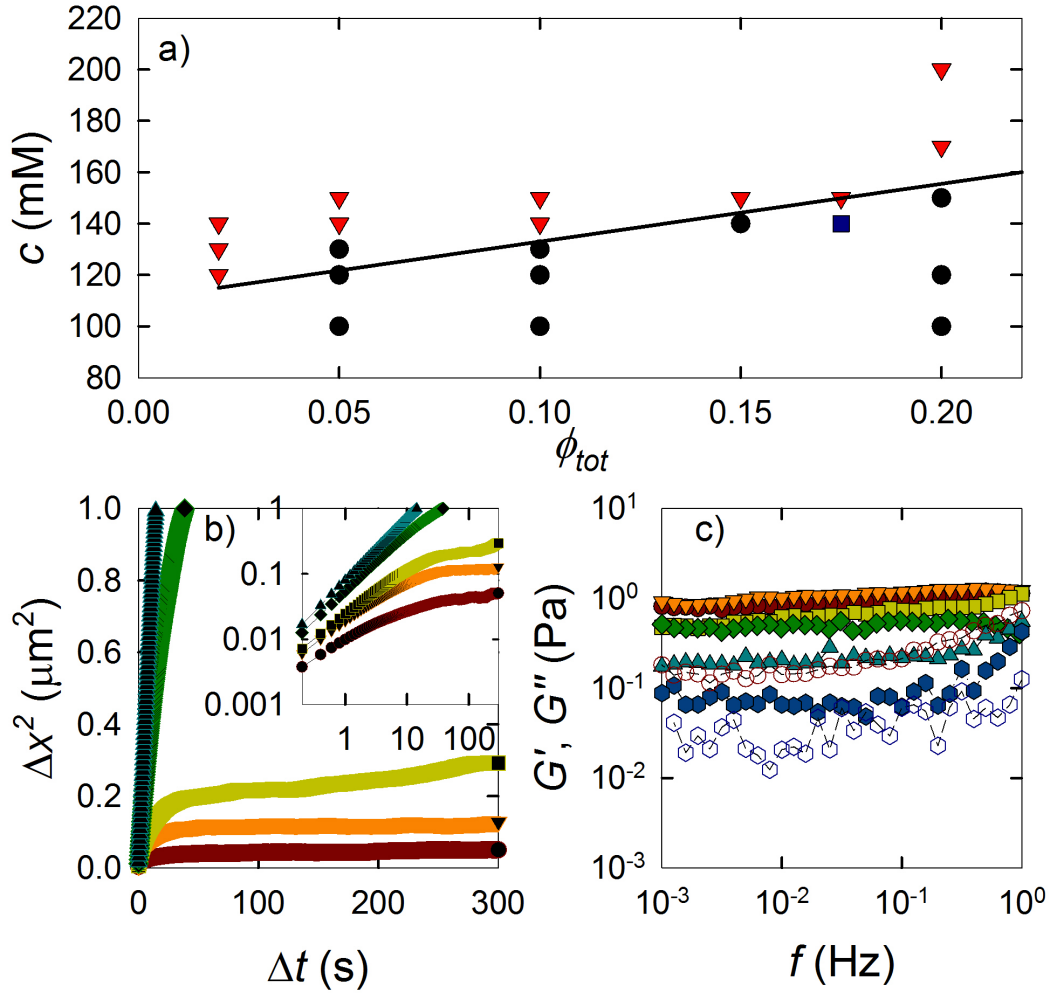 a)
c (mM)
220
200
180
160
140
120
100
80
0.00 0.05 0.10 0.15 0.20
ϕtot
b)
Δx² (μm²)
1.0
0.8
0.6
0.4
0.2
0.0
0 100 200 300
Δt (s)
1
0.1
0.01
0.001
1 10 100
c)
G′, G″ (Pa)
10¹
10⁰
10⁻¹
10⁻²
10⁻³
10⁻³ 10⁻² 10⁻¹ 10⁰
f (Hz)